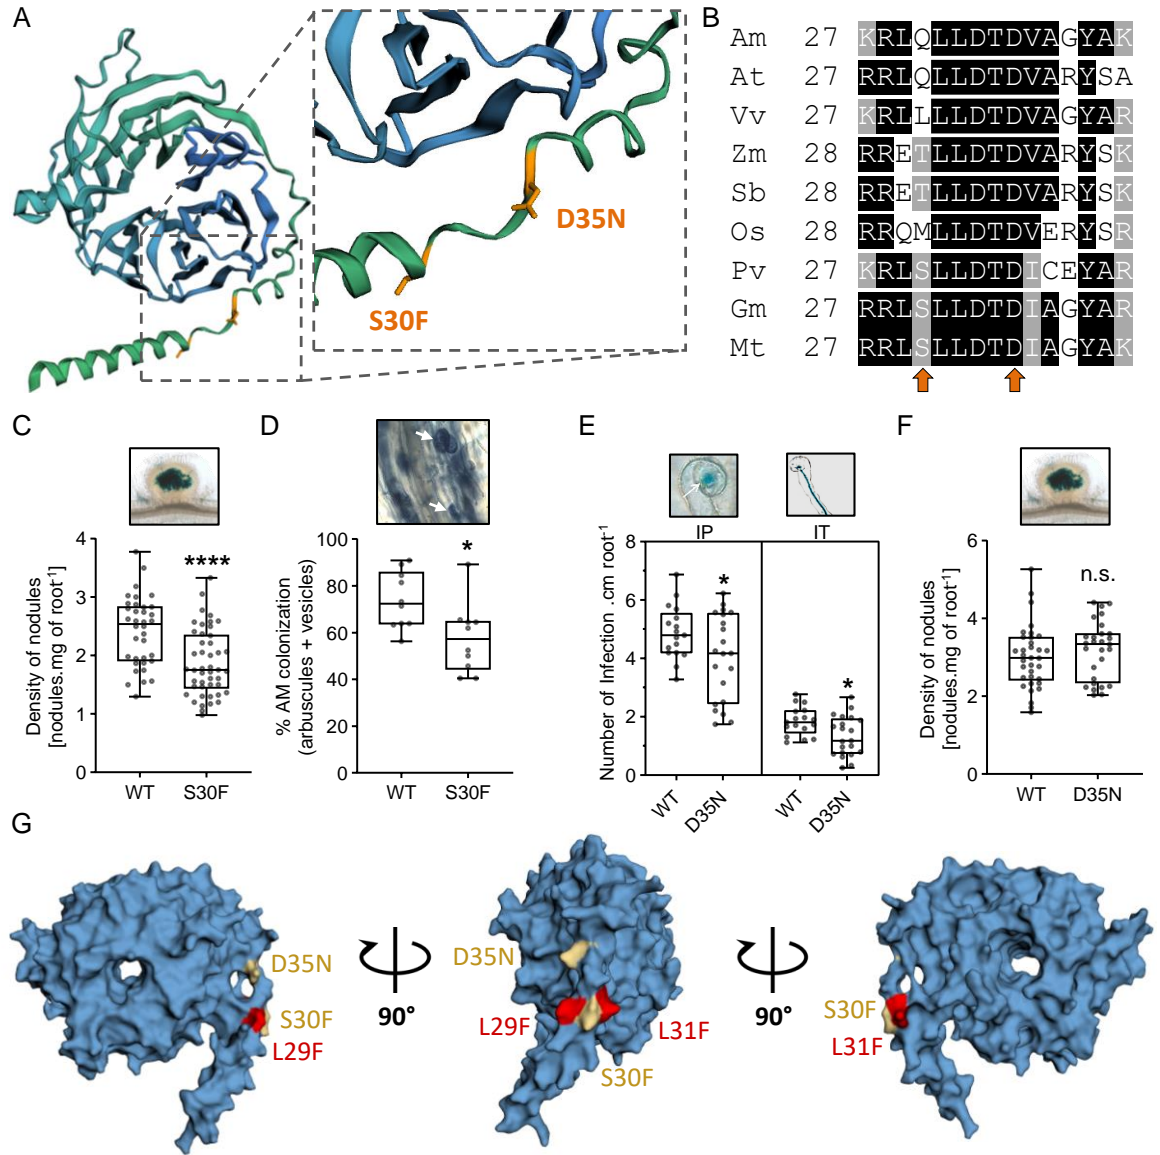 A
D35N
S30F
B
Am 27 KRLQLLDTDVAGYAK
At 27 RRLQLLDTDVARYSA
Vv 27 KRLLLLDTDVAGYAR
Zm 28 RRETLLDTDVARYSK
Sb 28 RRETLLDTDVARYSK
Os 28 RRQMLLDTDVERYSR
Pv 27 KRLSLLDTDICEYAR
Gm 27 RRLSLLDTDIAGYAR
Mt 27 RRLSLLDTDIAGYAK
C
Density of nodules
[nodules.mg of root-1]
4
3
2
1
0
****
WT S30F
D
% AM colonization
(arbuscules + vesicles)
100
80
60
40
20
0
*
WT S30F
E
IP IT
Number of Infection .cm root-1
8
6
4
2
0
*
*
WT D35N WT D35N
F
Density of nodules
[nodules.mg of root-1]
6
4
2
0
n.s.
WT D35N
G
D35N
S30F
L29F
90°
D35N
L29F
L31F
S30F
90°
S30F
L31F